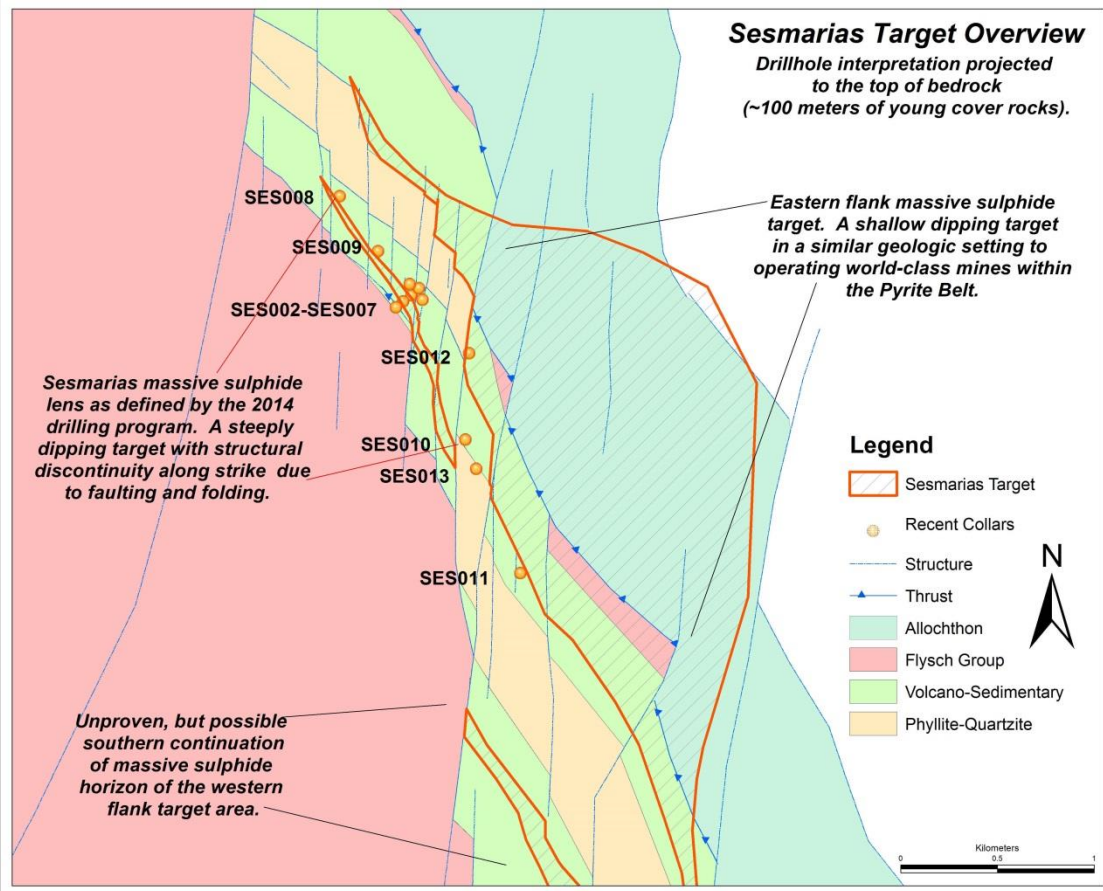 Sesmarias Target Overview
Drillhole interpretation projected
to the top of bedrock
(~100 meters of young cover rocks).
SES008
SES009
SES002-SES007
SES012
SES010
SES013
SES011
Eastern flank massive sulphide
target. A shallow dipping target
in a similar geologic setting to
operating world-class mines within
the Pyrite Belt.
Sesmarias massive sulphide
lens as defined by the 2014
drilling program. A steeply
dipping target with structural
discontinuity along strike due
to faulting and folding.
Unproven, but possible
southern continuation
of massive sulphide
horizon of the western
flank target area.
Legend
Sesmarias Target
Recent Collars
Structure
Thrust
Allochthon
Flysch Group
Volcano-Sedimentary
Phyllite-Quartzite
N
Kilometers
0 0.5 1